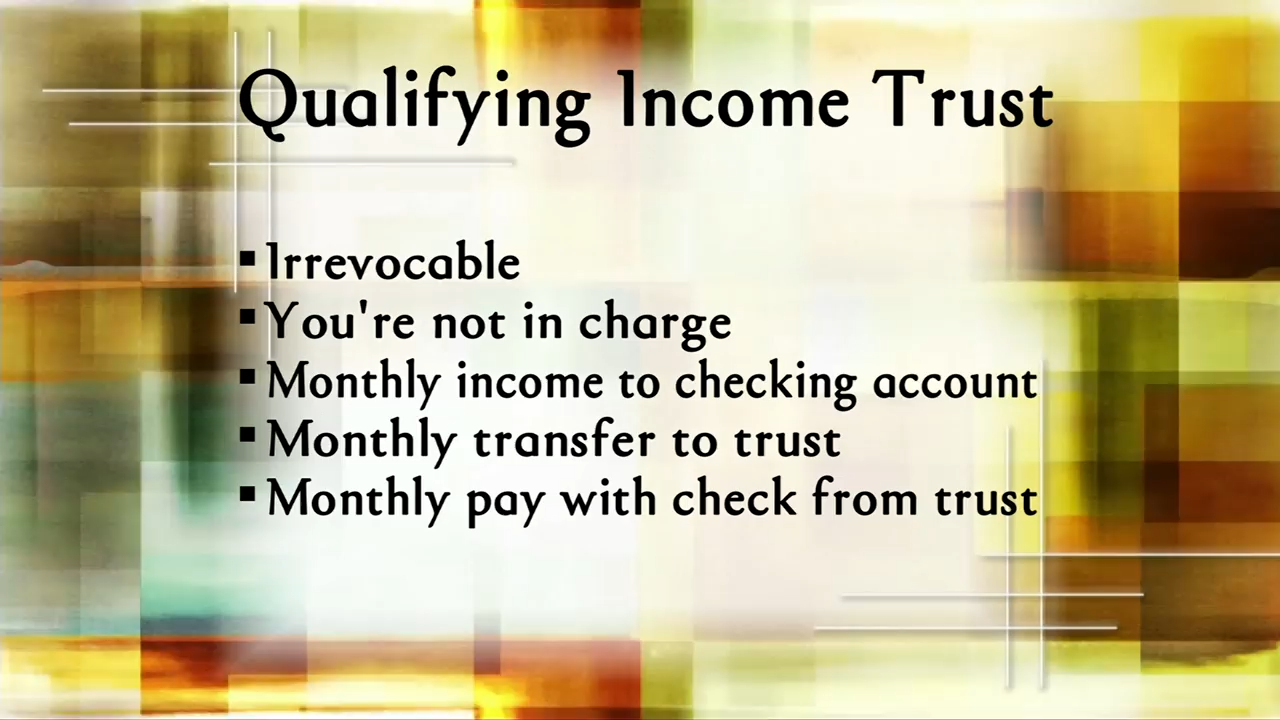 Qualifying Income Trust
▪ Irrevocable
▪ You're not in charge
▪ Monthly income to checking account
▪ Monthly transfer to trust
▪ Monthly pay with check from trust